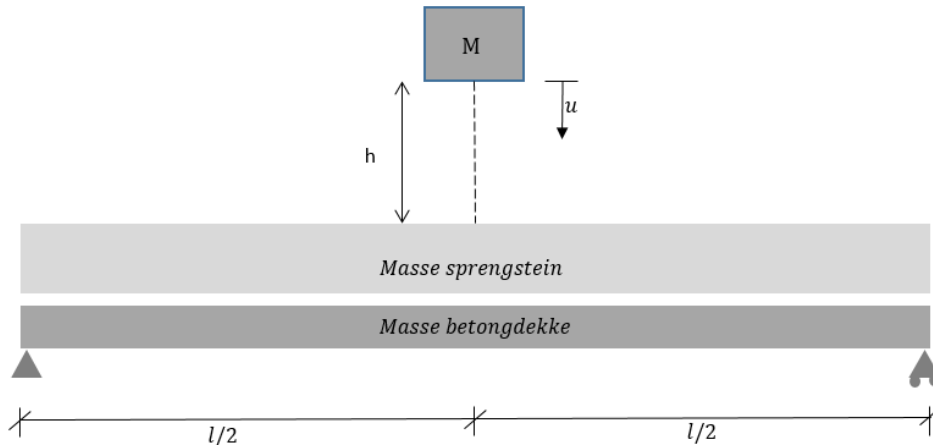 M
u
h
Masse sprengstein
Masse betongdekke
l/2
l/2